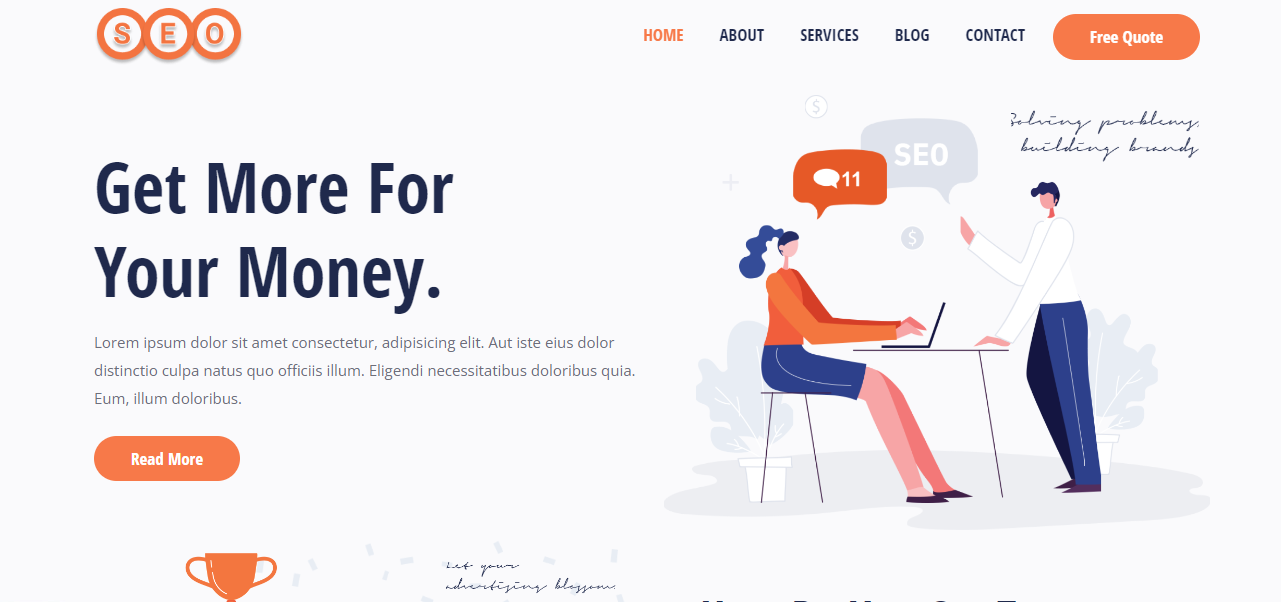 SEO
HOME ABOUT SERVICES BLOG CONTACT Free Quote
Solving problems,
building brands
SEO
11
Get More For
Your Money.
Lorem ipsum dolor sit amet consectetur, adipisicing elit. Aut iste eius dolor
distinctio culpa natus quo officiis illum. Eligendi necessitatibus doloribus quia.
Eum, illum doloribus.
Read More
Let your
advertising blossom.